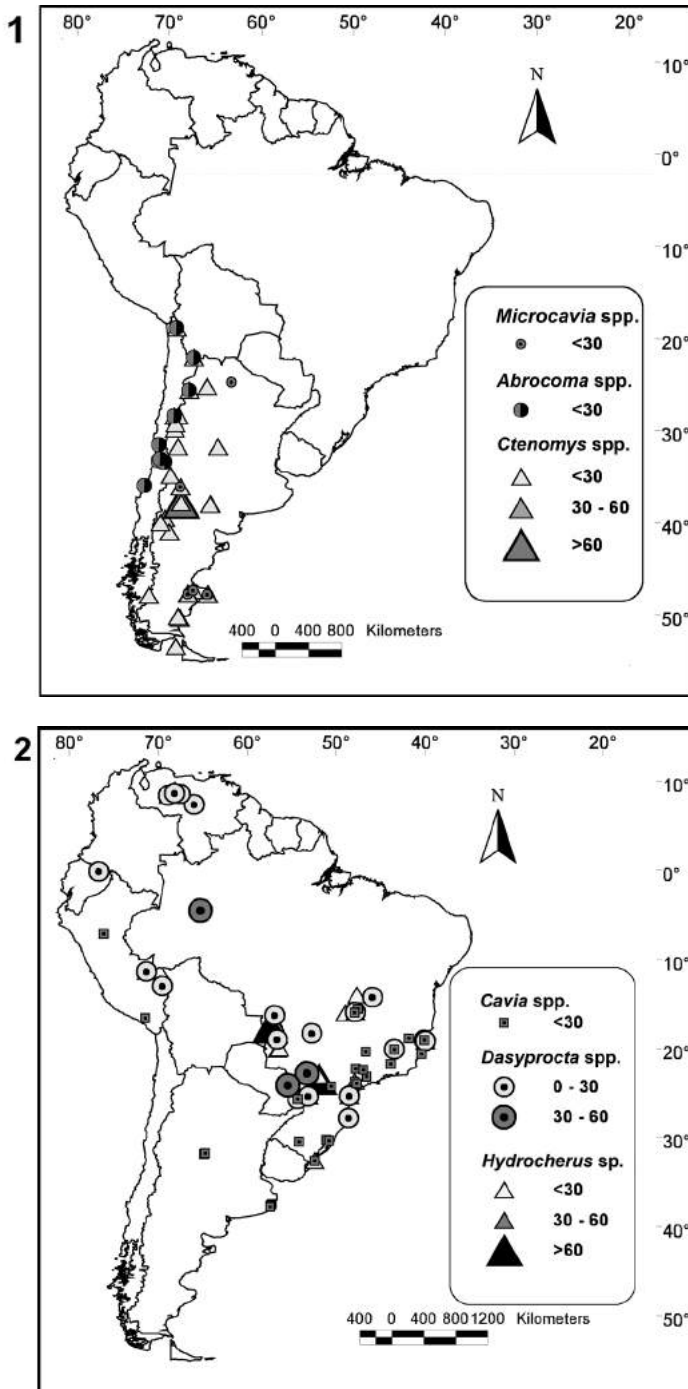 1
80° 70° 60° 50° 40° 30° 20°
10°
0°
10°
20°
30°
40°
50°
N
Microcavia spp.
<30
Abrocoma spp.
<30
Ctenomys spp.
<30
30 - 60
>60
400 0 400 800 Kilometers
2
80° 70° 60° 50° 40° 30° 20°
10°
0°
10°
20°
30°
40°
50°
N
Cavia spp.
<30
Dasyprocta spp.
0 - 30
30 - 60
Hydrocherus sp.
<30
30 - 60
>60
400 0 400 800 1200 Kilometers